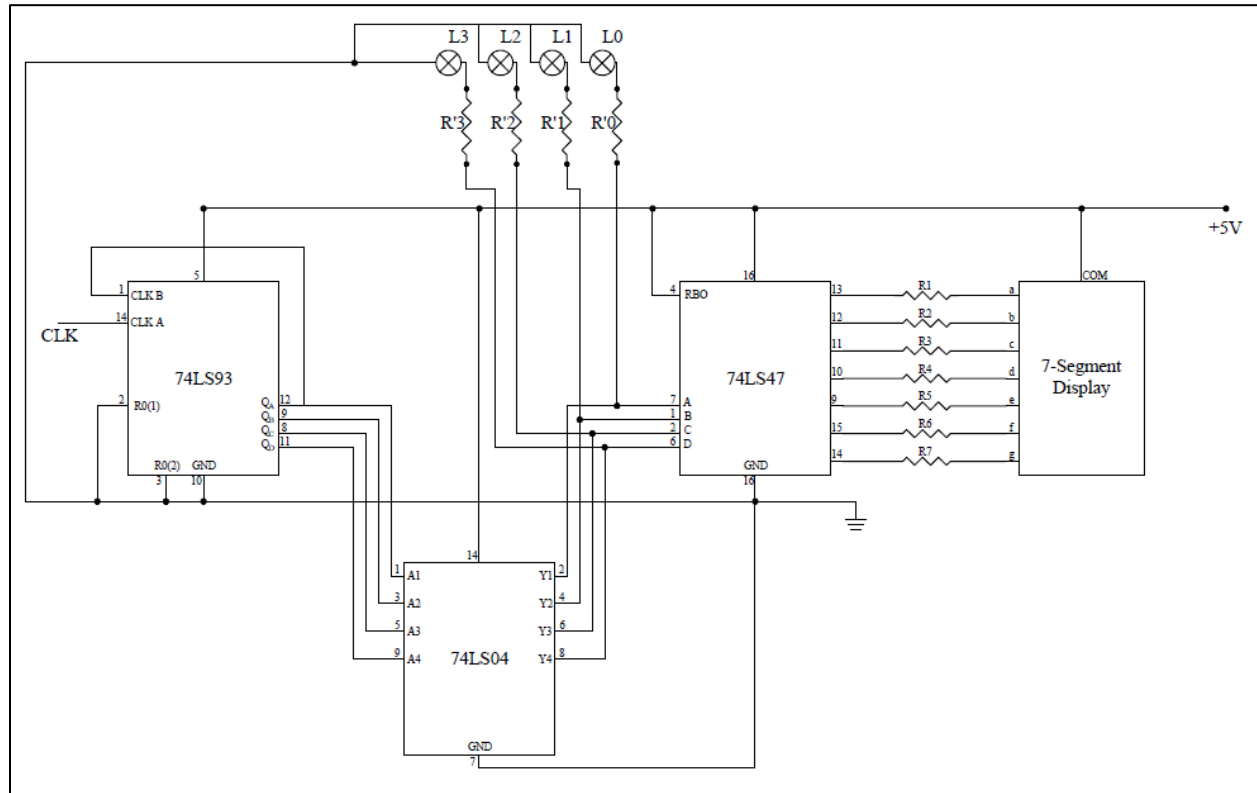 L3 L2 L1 L0
R'3 R'2 R'1 R'0
+5V
5
1 CLK B
14 CLK A
CLK
74LS93
2 R0(1)
QA 12
QB 9
QC 8
QD 11
R0(2) GND
3 10
16
4 RBO
74LS47
7 A
1 B
2 C
6 D
13
12
11
10
9
15
14
GND
16
R1
R2
R3
R4
R5
R6
R7
COM
a
b
c
d
e
f
g
7-Segment
Display
14
1 A1 Y1 2
3 A2 Y2 4
5 A3 Y3 6
9 A4 Y4 8
74LS04
GND
7